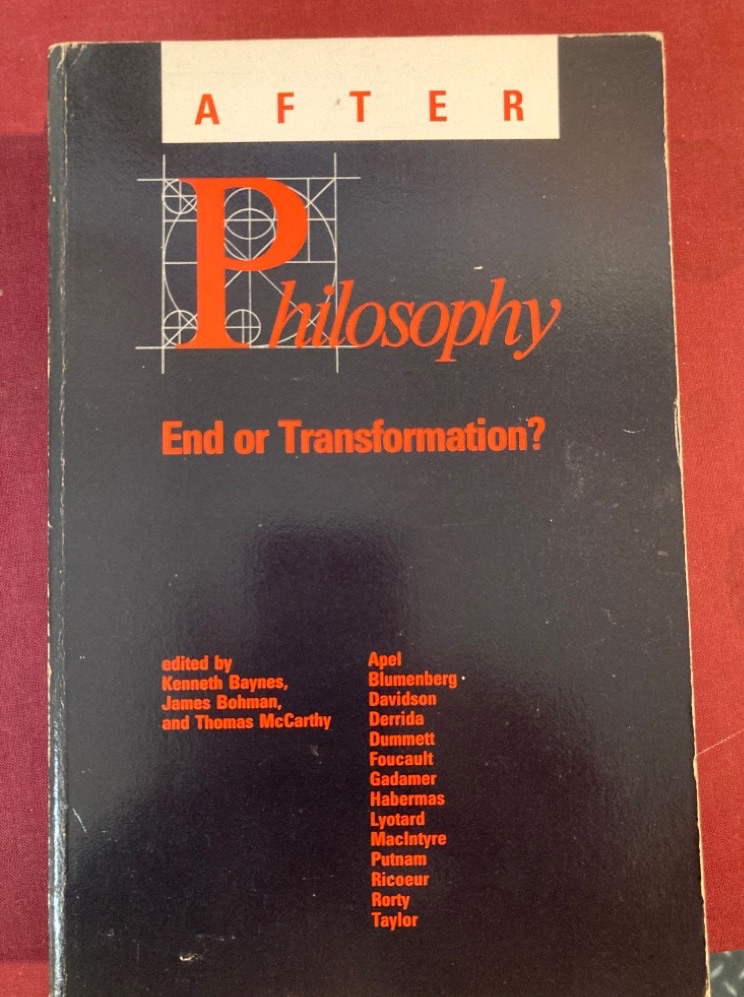 AFTER
Philosophy
End or Transformation?
edited by
Kenneth Baynes,
James Bohman,
and Thomas McCarthy
Apel
Blumenberg
Davidson
Derrida
Dummett
Foucault
Gadamer
Habermas
Lyotard
MacIntyre
Putnam
Ricoeur
Rorty
Taylor